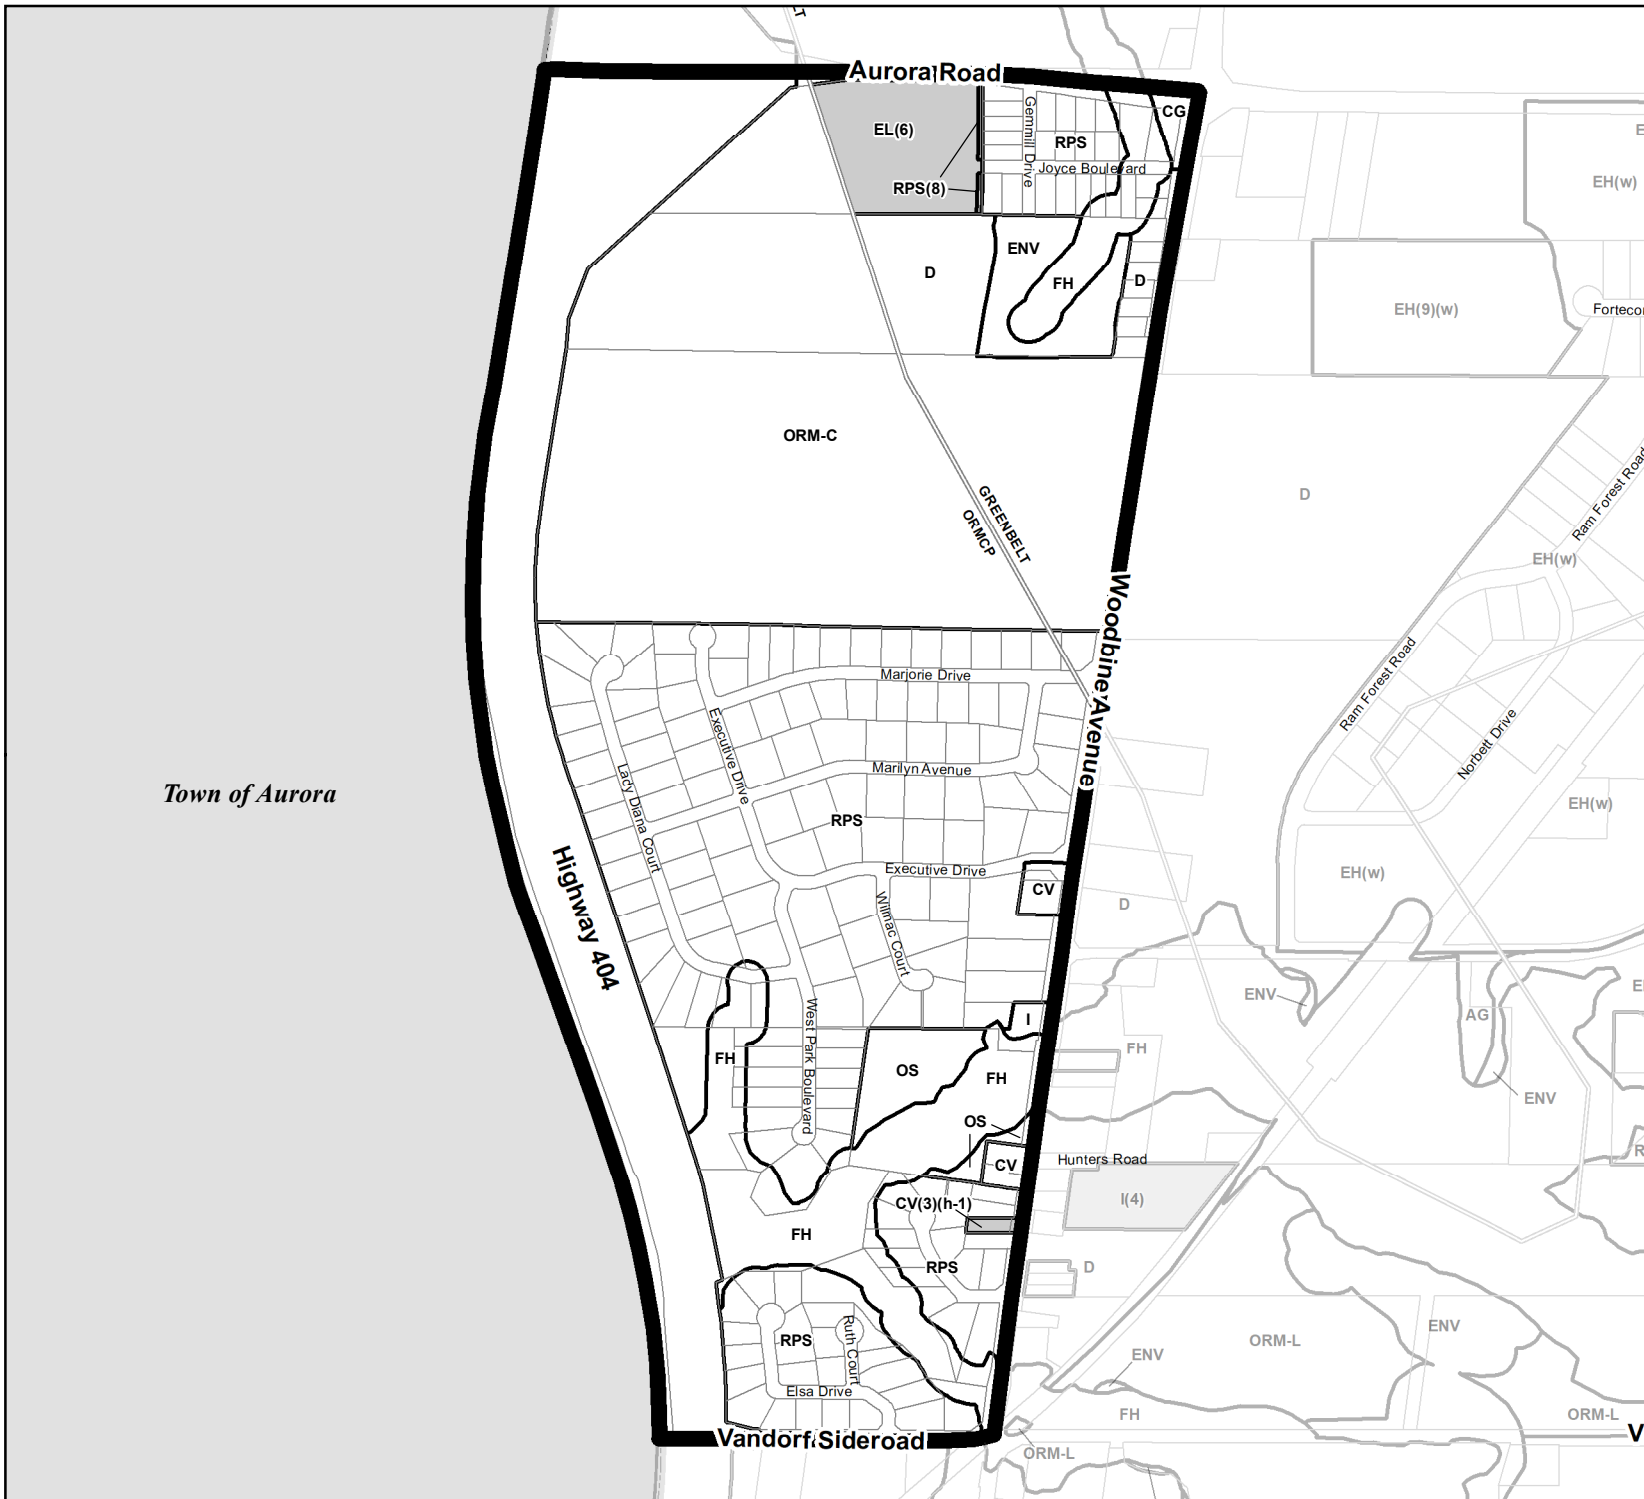 LT
Aurora Road
CG
EL(6)
Gemmill Drive
RPS
Joyce Boulevard
RPS(8)
E
EH(w)
ENV
D
FH
D
EH(9)(w)
Fortecon
ORM-C
GREENBELT
ORMCP
D
Ram Forest Road
EH(w)
Woodbine Avenue
Marjorie Drive
Ram Forest Road
Executive Drive
Norbett Drive
Lady Diana Court
Marilyn Avenue
Town of Aurora
RPS
EH(w)
Highway 404
Executive Drive
CV
EH(w)
Wilmac Court
D
ENV
E
West Park Boulevard
I
AG
FH
FH
OS
FH
ENV
OS
Hunters Road
CV
R
I(4)
CV(3)(h-1)
FH
RPS
D
RPS
Ruth Court
ENV
ORM-L
ENV
Elsa Drive
FH
ORM-L
Vandorf Sideroad
V
ORM-L